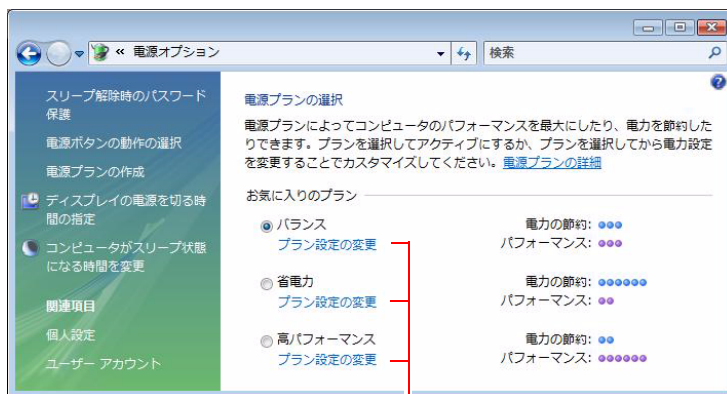 « 電源オプション
検索
スリープ解除時のパスワード
保護
電源ボタンの動作の選択
電源プランの作成
ディスプレイの電源を切る時
間の指定
コンピュータがスリープ状態
になる時間を変更
関連項目
個人設定
ユーザー アカウント
電源プランの選択
電源プランによってコンピュータのパフォーマンスを最大にしたり、電力を節約した
りできます。プランを選択してアクティブにするか、プランを選択してから電力設定
を変更することでカスタマイズしてください。電源プランの詳細
お気に入りのプラン
バランス 電力の節約:
プラン設定の変更 パフォーマンス:
省電力 電力の節約:
プラン設定の変更 パフォーマンス:
高パフォーマンス 電力の節約:
プラン設定の変更 パフォーマンス: